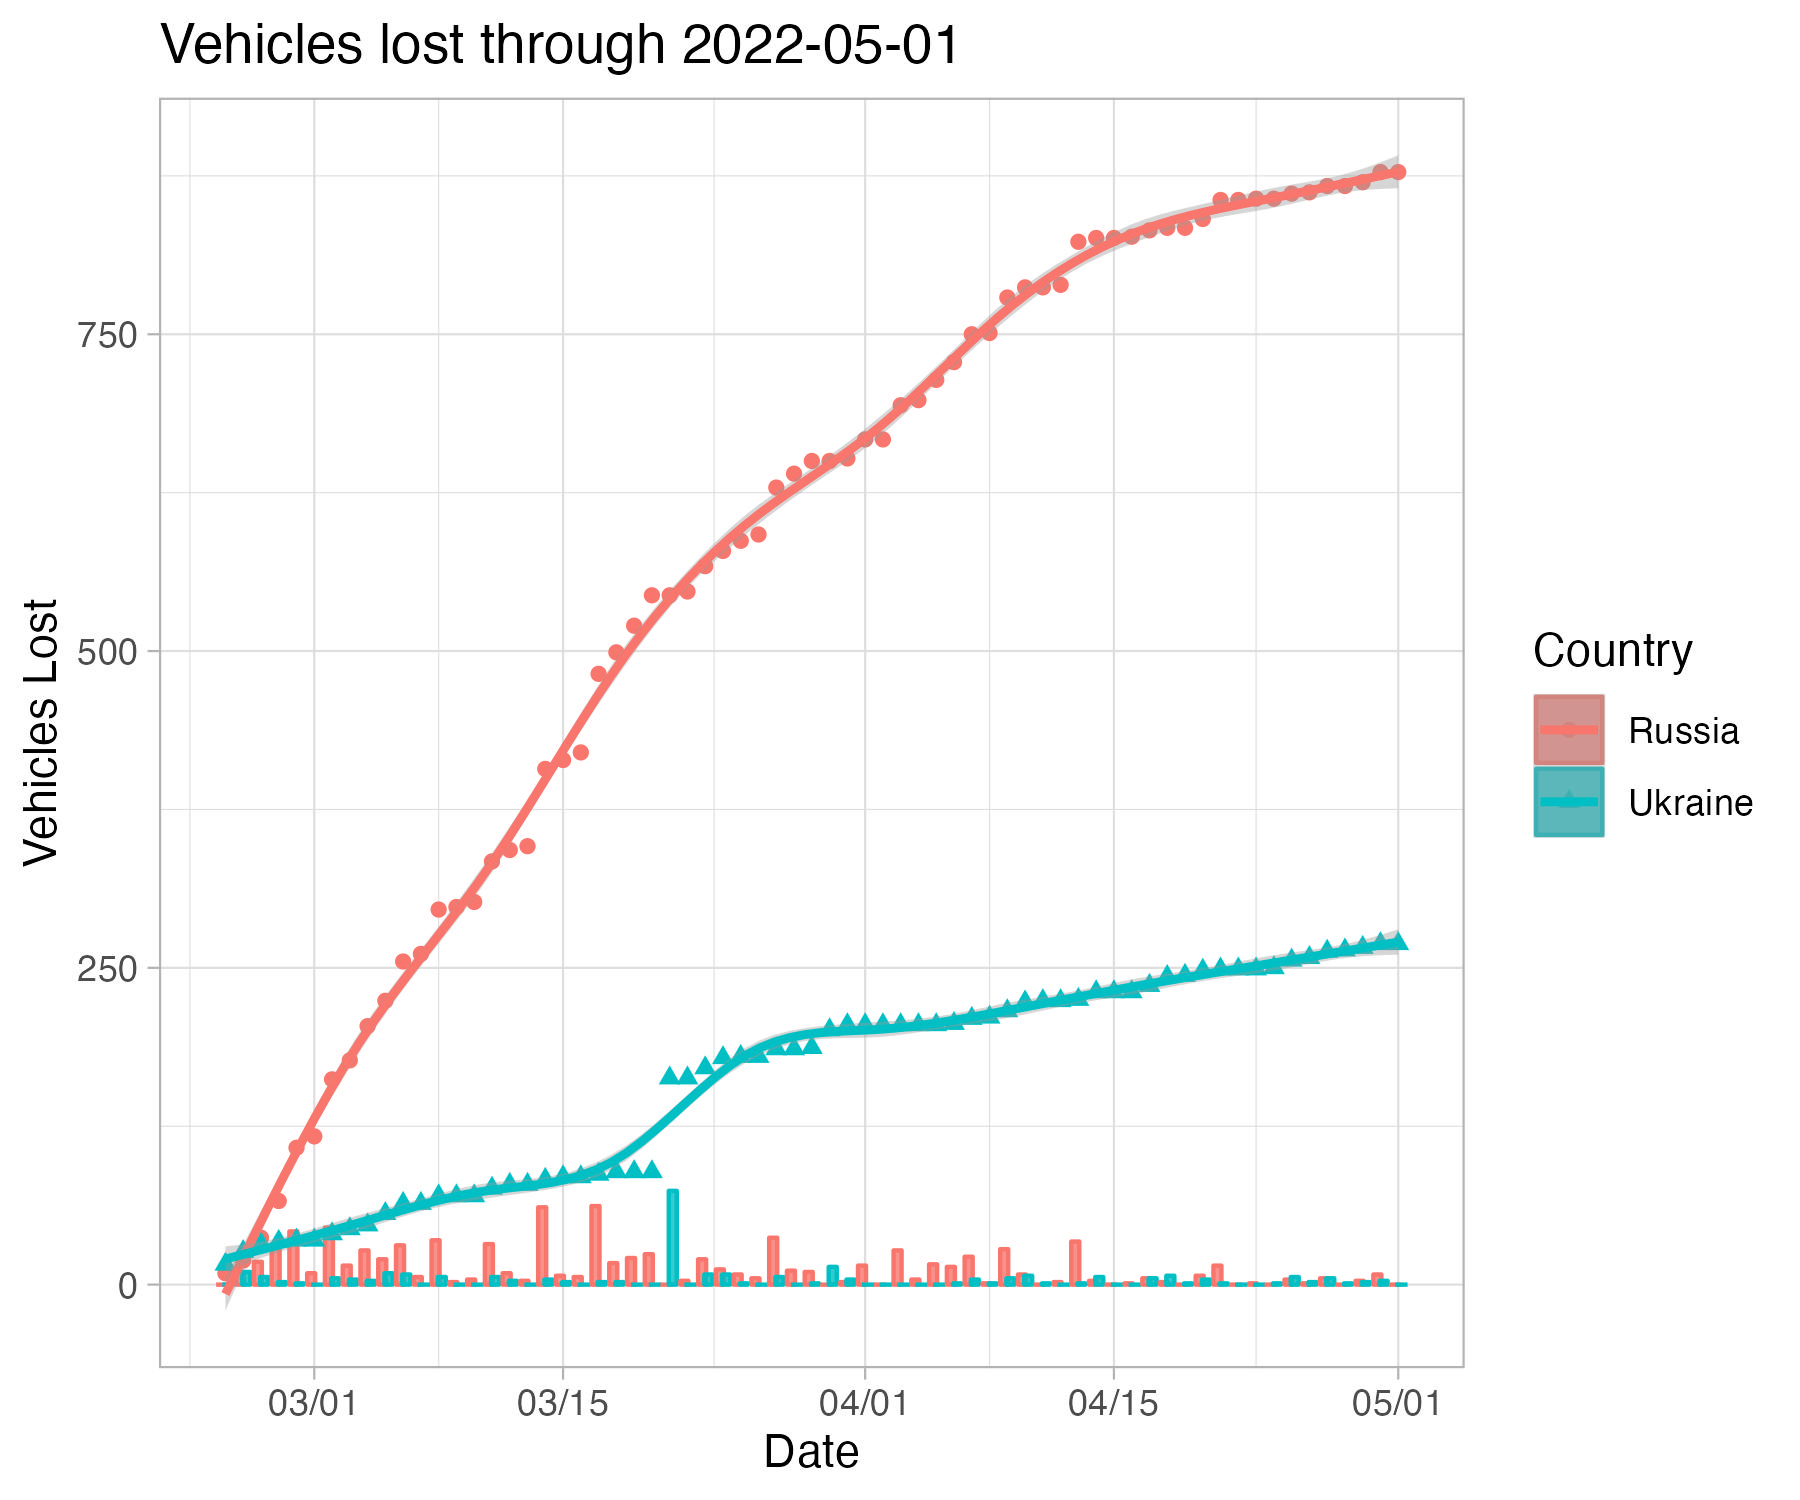 Vehicles lost through 2022-05-01
Vehicles Lost
750
500
250
0
03/01
03/15
04/01
04/15
05/01
Date
Country
Russia
Ukraine